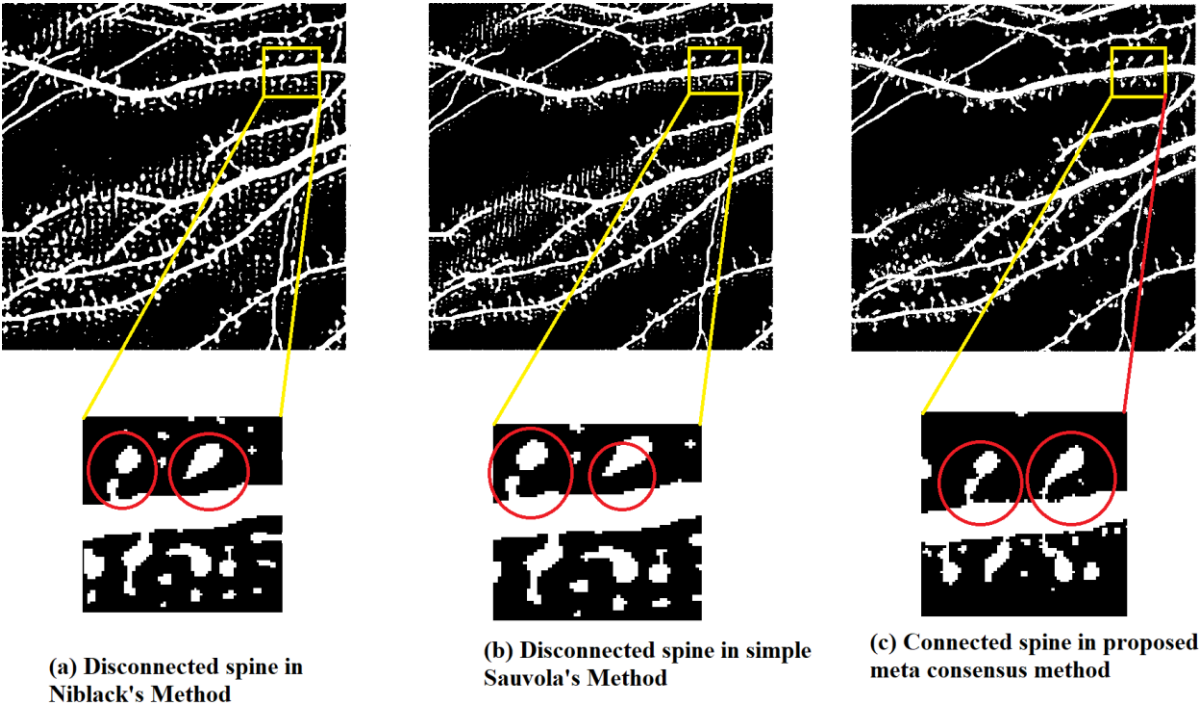 (a) Disconnected spine in
Niblack's Method
(b) Disconnected spine in simple
Sauvola's Method
(c) Connected spine in proposed
meta consensus method